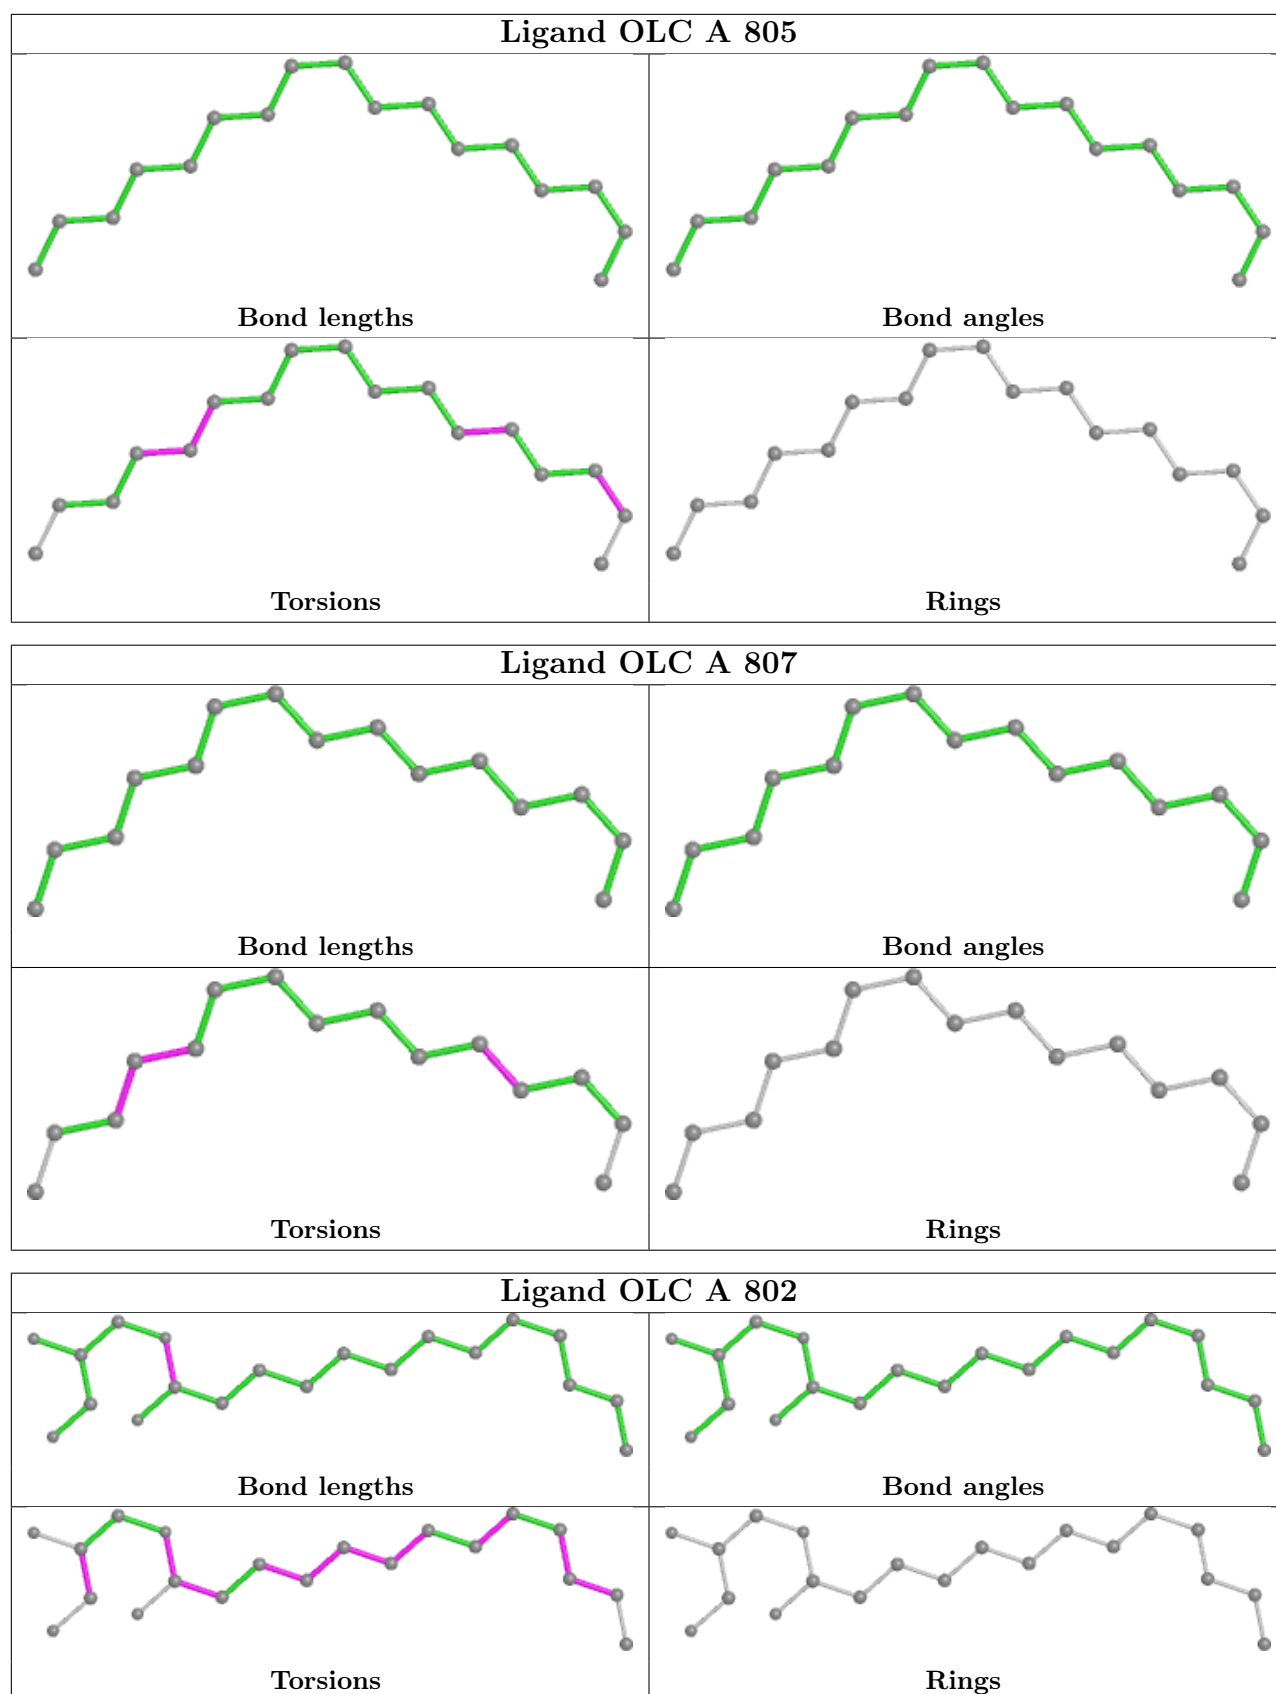 Ligand OLC A 805
Bond lengths
Bond angles
Torsions
Rings
Ligand OLC A 807
Bond lengths
Bond angles
Torsions
Rings
Ligand OLC A 802
Bond lengths
Bond angles
Torsions
Rings